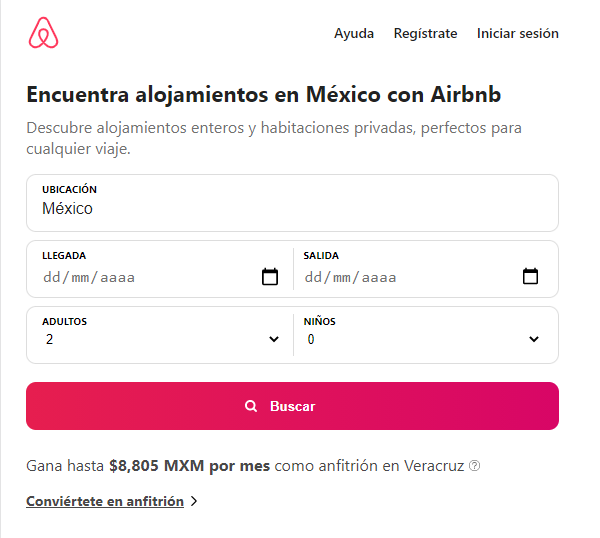 Ayuda Regístrate Iniciar sesión
Encuentra alojamientos en México con Airbnb
Descubre alojamientos enteros y habitaciones privadas, perfectos para
cualquier viaje.
UBICACIÓN
México
LLEGADA SALIDA
dd/mm/aaaa dd/mm/aaaa
ADULTOS NIÑOS
2 0
Buscar
Gana hasta $8,805 MXM por mes como anfitrión en Veracruz ?
Conviértete en anfitrión